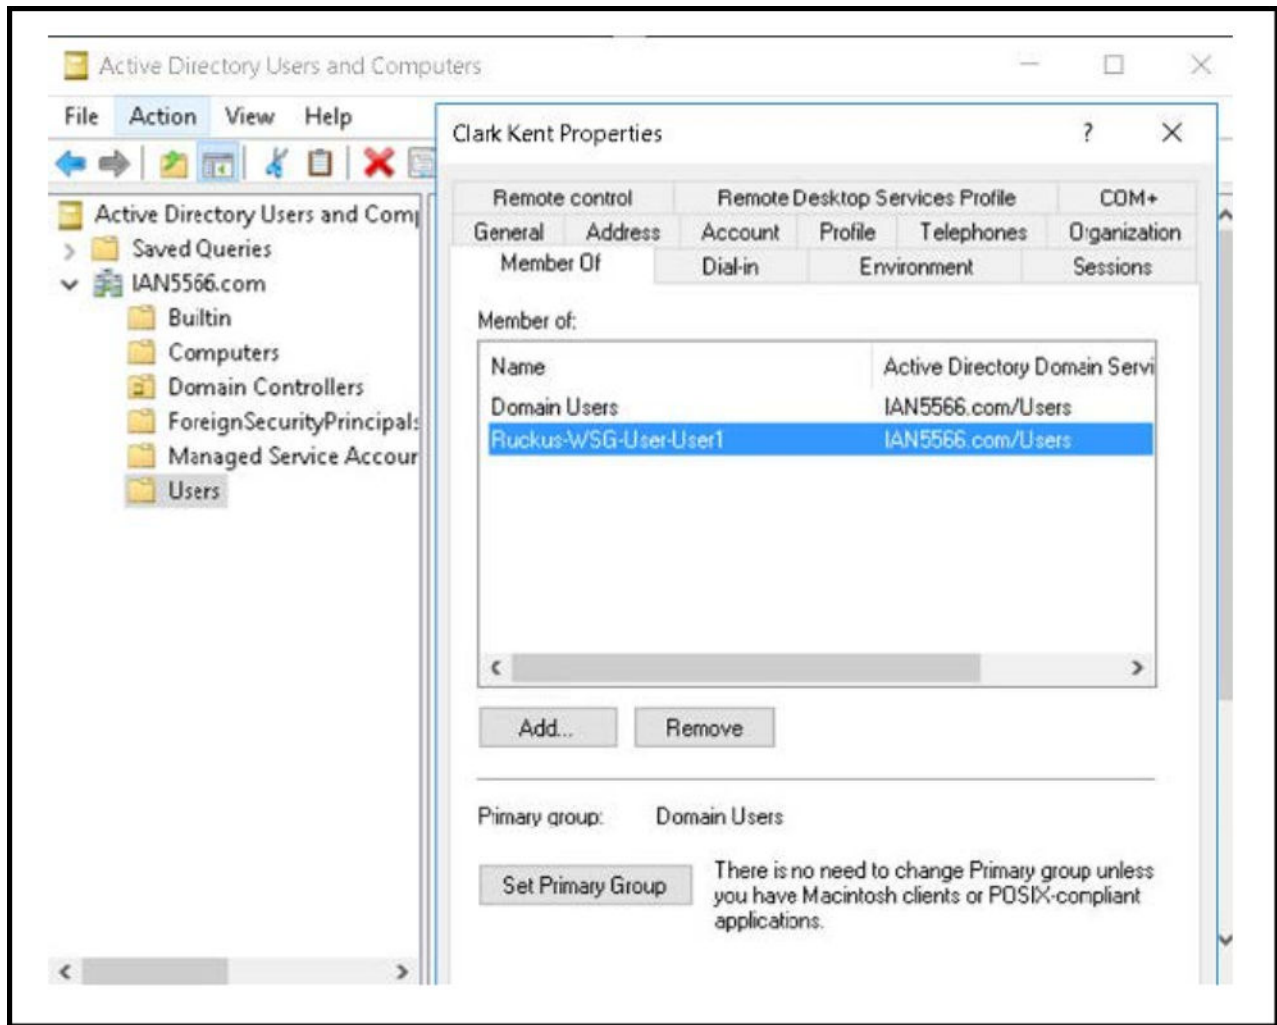 Active Directory Users and Computers
File Action View Help
Clark Kent Properties
?
Remote control Remote Desktop Services Profile COM+
General Address Account Profile Telephones Organization
Member Of Dial-in Environment Sessions
Active Directory Users and Com
Saved Queries
IAN5566.com
Builtin
Computers
Domain Controllers
ForeignSecurityPrincipals
Managed Service Accour
Users
Member of:
Name Active Directory Domain Servi
Domain Users IAN5566.com/Users
Ruckus-WSG-User-User1 IAN5566.com/Users
Add... Remove
Primary group: Domain Users
Set Primary Group
There is no need to change Primary group unless
you have Macintosh clients or POSIX-compliant
applications.